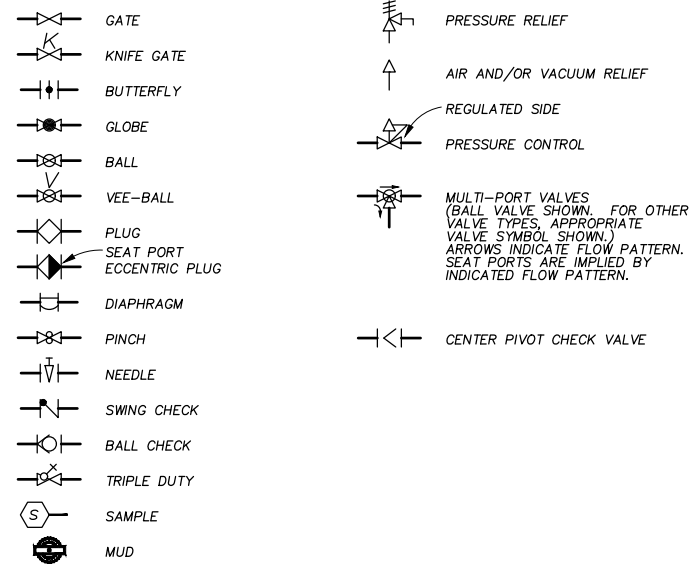 GATE
K
KNIFE GATE
BUTTERFLY
GLOBE
BALL
V
VEE-BALL
PLUG
SEAT PORT
ECCENTRIC PLUG
DIAPHRAGM
PINCH
NEEDLE
SWING CHECK
BALL CHECK
TRIPLE DUTY
S
SAMPLE
MUD
PRESSURE RELIEF
AIR AND/OR VACUUM RELIEF
REGULATED SIDE
PRESSURE CONTROL
MULTI-PORT VALVES
(BALL VALVE SHOWN. FOR OTHER
VALVE TYPES, APPROPRIATE
VALVE SYMBOL SHOWN.)
ARROWS INDICATE FLOW PATTERN.
SEAT PORTS ARE IMPLIED BY
INDICATED FLOW PATTERN.
CENTER PIVOT CHECK VALVE